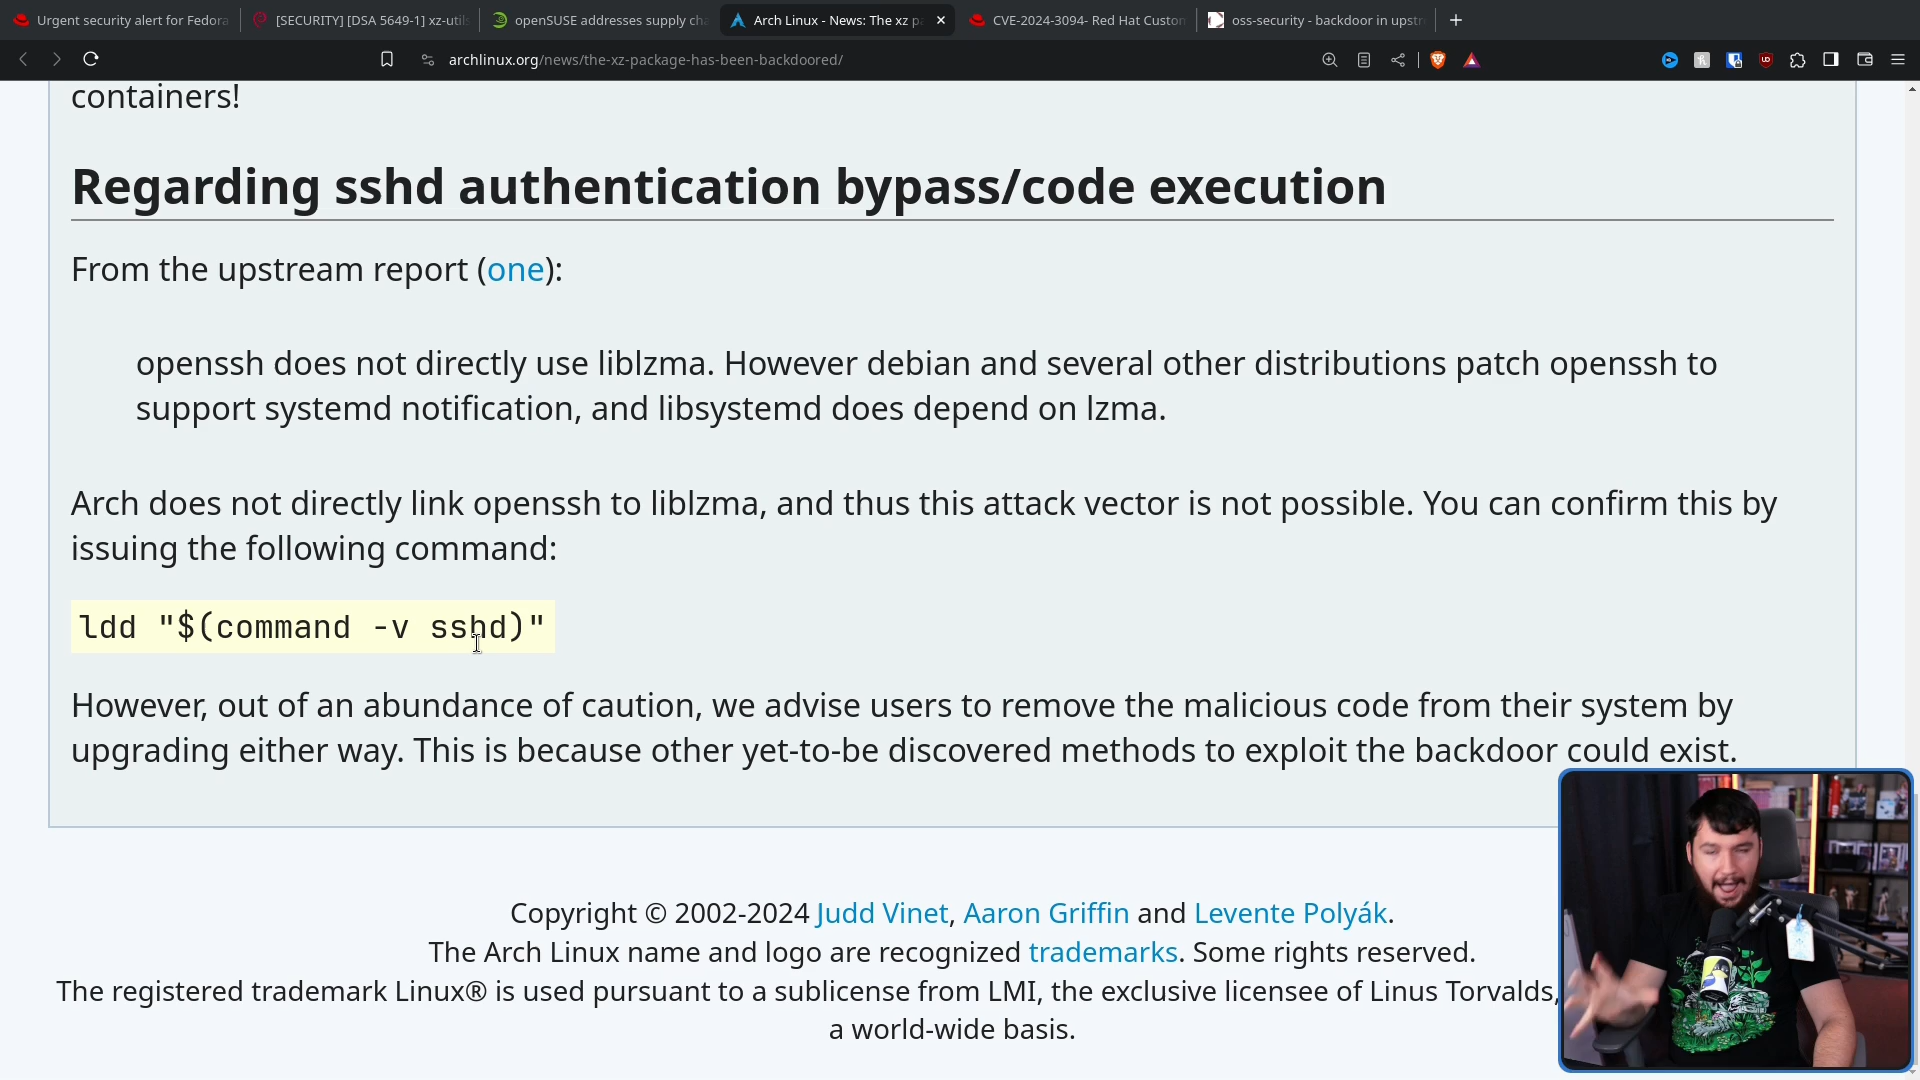 Urgent security alert for Fedora
[SECURITY] [DSA 5649-1] xz-utils
openSUSE addresses supply cha
Arch Linux - News: The xz pa
CVE-2024-3094- Red Hat Custom
oss-security - backdoor in upstre
archlinux.org/news/the-xz-package-has-been-backdoored/
containers!
Regarding sshd authentication bypass/code execution
From the upstream report (one):
openssh does not directly use liblzma. However debian and several other distributions patch openssh to
support systemd notification, and libsystemd does depend on lzma.
Arch does not directly link openssh to liblzma, and thus this attack vector is not possible. You can confirm this by
issuing the following command:
ldd "$(command -v sshd)"
However, out of an abundance of caution, we advise users to remove the malicious code from their system by
upgrading either way. This is because other yet-to-be discovered methods to exploit the backdoor could exist.
Copyright © 2002-2024 Judd Vinet, Aaron Griffin and Levente Polyák.
The Arch Linux name and logo are recognized trademarks. Some rights reserved.
The registered trademark Linux® is used pursuant to a sublicense from LMI, the exclusive licensee of Linus Torvalds,
a world-wide basis.